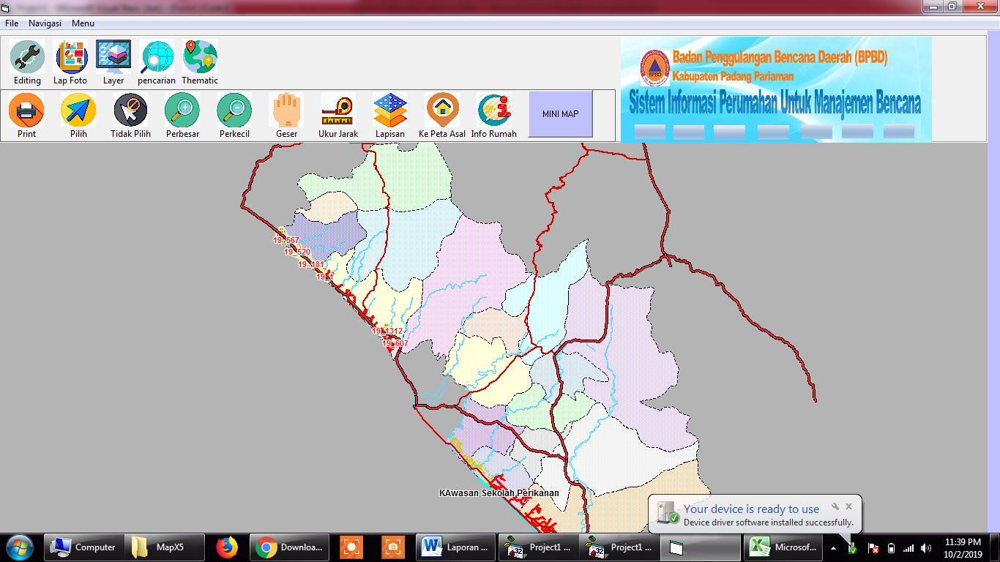 File Navigasi Menu
Editing Lap Foto Layer pencarian Thematic
Badan Penggulangan Bencana Daerah (BPBD)
Kabupaten Padang Pariaman
Sistem Informasi Perumahan Untuk Manajemen Bencana
BPBD
Print Pilih Tidak Pilih Perbesar Perkecil Geser Ukur Jarak Lapisan Ke Peta Asal Info Rumah MINI MAP
19_567
19_520
19_181
19_1312
19_607
KAwasan Sekolah Perikanan
Your device is ready to use
Device driver software installed successfully.
Computer MapX5 Downloa... Laporan ... Project1 ... Project1 ... Microsof...
11:39 PM
10/2/2019